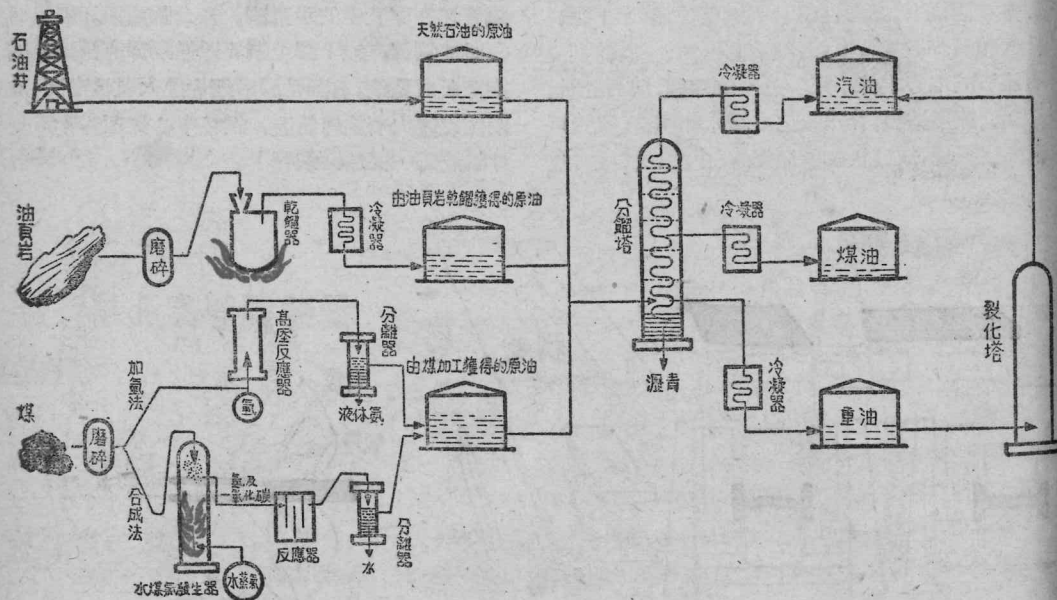 石油井
天然石油的原油
冷凝器
汽油
油頁岩
磨碎
乾餾器
冷凝器
由油頁岩乾餾獲得的原油
分餾塔
冷凝器
煤油
裂化塔
高壓反應器
分離器
由煤加工獲得的原油
瀝青
冷凝器
重油
加氫法
氫
液体氨
煤
磨碎
合成法
氫及
一氧化碳
反應器
分離器
水
水煤氣發生器
水蒸氣